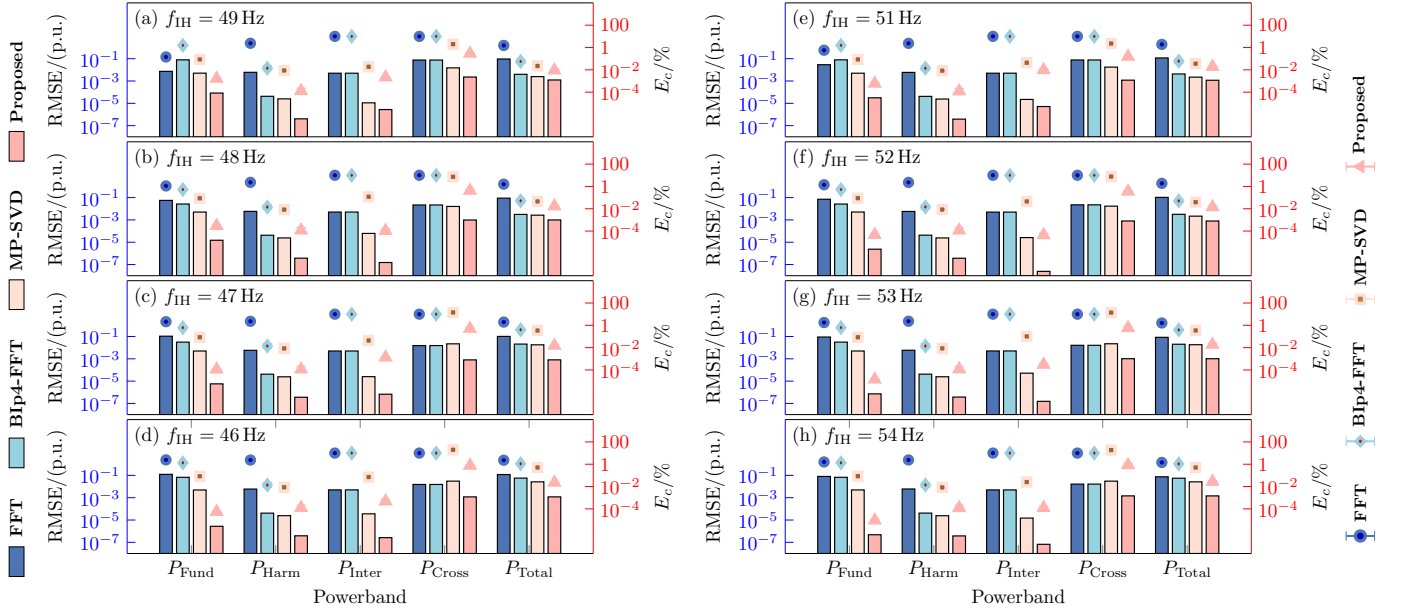 Proposed
MP-SVD
BIp4-FFT
FFT
(a) f_IH = 49 Hz
RMSE/(p.u.)
10^−1
10^−3
10^−5
10^−7
100
1
10^−2
10^−4
E_c/%
(b) f_IH = 48 Hz
RMSE/(p.u.)
10^−1
10^−3
10^−5
10^−7
100
1
10^−2
10^−4
E_c/%
(c) f_IH = 47 Hz
RMSE/(p.u.)
10^−1
10^−3
10^−5
10^−7
100
1
10^−2
10^−4
E_c/%
(d) f_IH = 46 Hz
RMSE/(p.u.)
10^−1
10^−3
10^−5
10^−7
100
1
10^−2
10^−4
E_c/%
P_Fund P_Harm P_Inter P_Cross P_Total
Powerband
(e) f_IH = 51 Hz
RMSE/(p.u.)
10^−1
10^−3
10^−5
10^−7
100
1
10^−2
10^−4
E_c/%
(f) f_IH = 52 Hz
RMSE/(p.u.)
10^−1
10^−3
10^−5
10^−7
100
1
10^−2
10^−4
E_c/%
(g) f_IH = 53 Hz
RMSE/(p.u.)
10^−1
10^−3
10^−5
10^−7
100
1
10^−2
10^−4
E_c/%
(h) f_IH = 54 Hz
RMSE/(p.u.)
10^−1
10^−3
10^−5
10^−7
100
1
10^−2
10^−4
E_c/%
P_Fund P_Harm P_Inter P_Cross P_Total
Powerband
Proposed
MP-SVD
BIp4-FFT
FFT